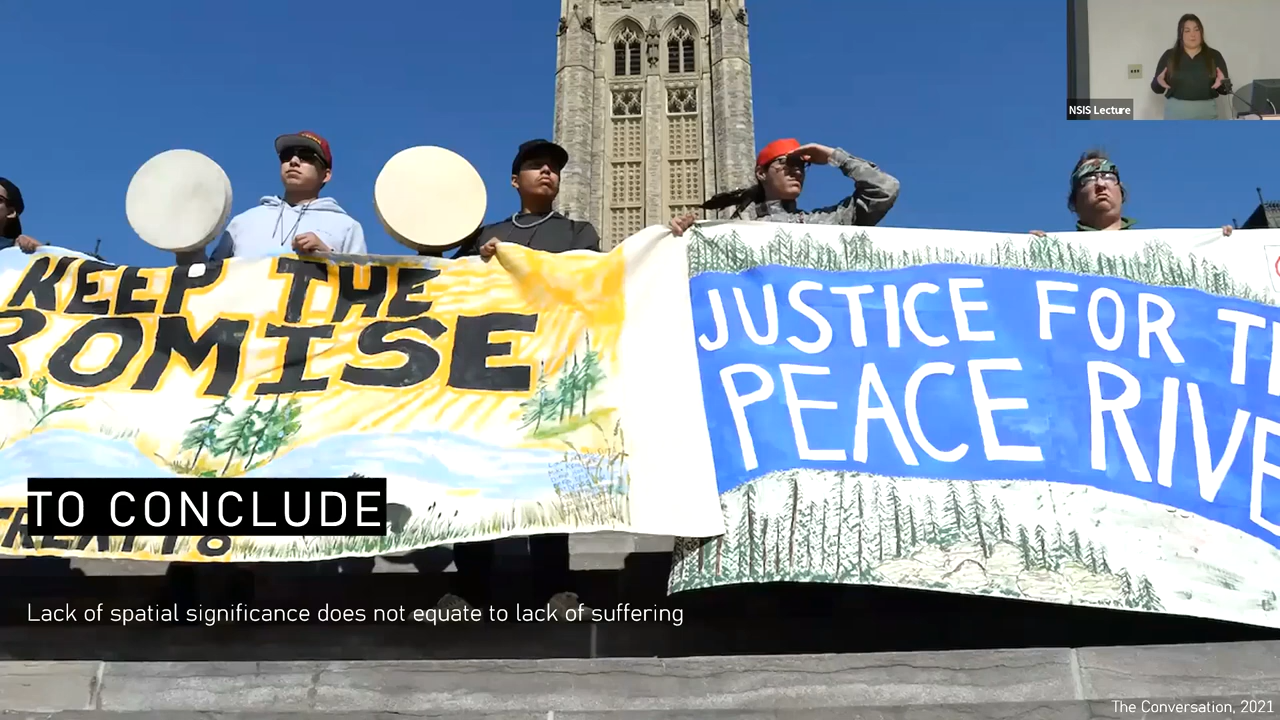 NSIS Lecture
KEEP THE
ROMISE
JUSTICE FOR
PEACE
TO CONCLUDE
Lack of spatial significance does not equate to lack of suffering
The Conversation, 2021